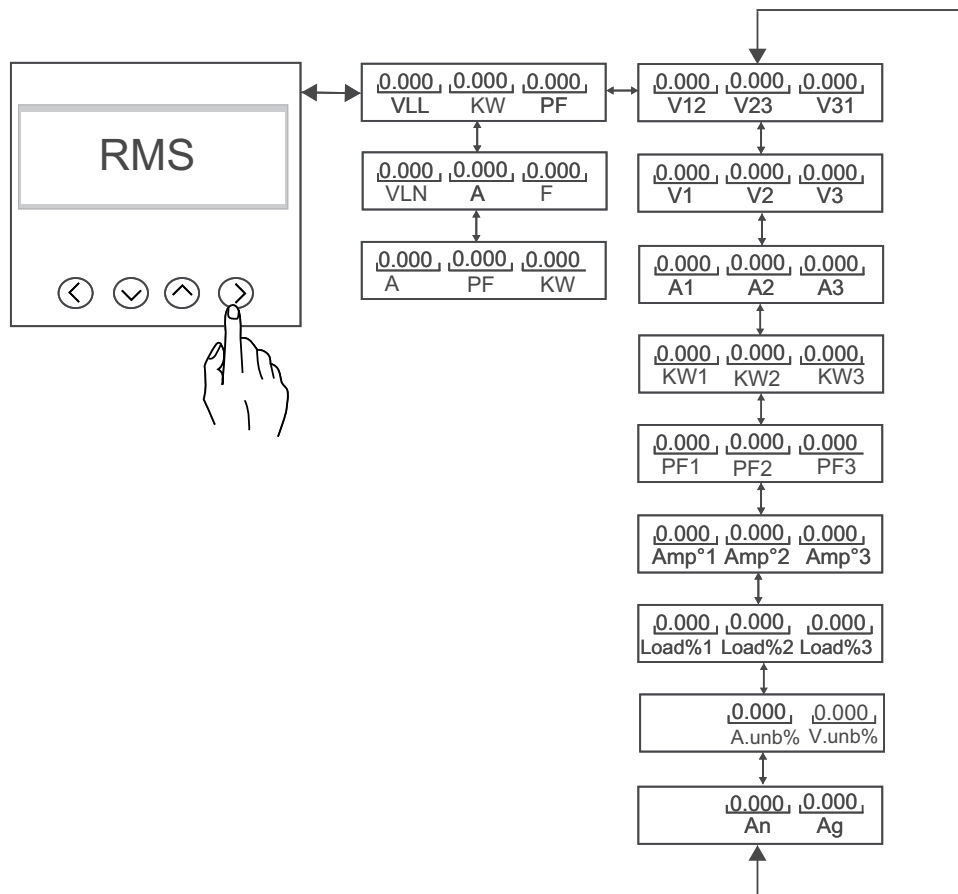 RMS
0.000 0.000 0.000
VLL KW PF
0.000 0.000 0.000
VLN A F
0.000 0.000 0.000
A PF KW
0.000 0.000 0.000
V12 V23 V31
0.000 0.000 0.000
V1 V2 V3
0.000 0.000 0.000
A1 A2 A3
0.000 0.000 0.000
KW1 KW2 KW3
0.000 0.000 0.000
PF1 PF2 PF3
0.000 0.000 0.000
Amp°1 Amp°2 Amp°3
0.000 0.000 0.000
Load%1 Load%2 Load%3
0.000 0.000
A.unb% V.unb%
0.000 0.000
An Ag